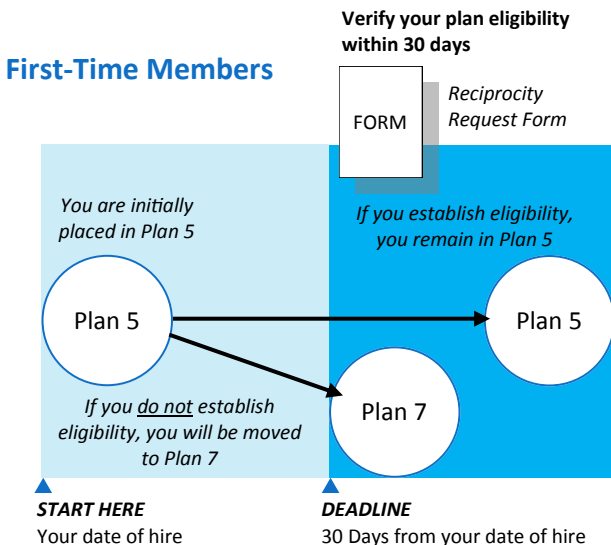 Verify your plan eligibility
within 30 days
First-Time Members
FORM
Reciprocity
Request Form
You are initially
placed in Plan 5
If you establish eligibility,
you remain in Plan 5
Plan 5
Plan 5
Plan 7
If you do not establish
eligibility, you will be moved
to Plan 7
START HERE
Your date of hire
DEADLINE
30 Days from your date of hire